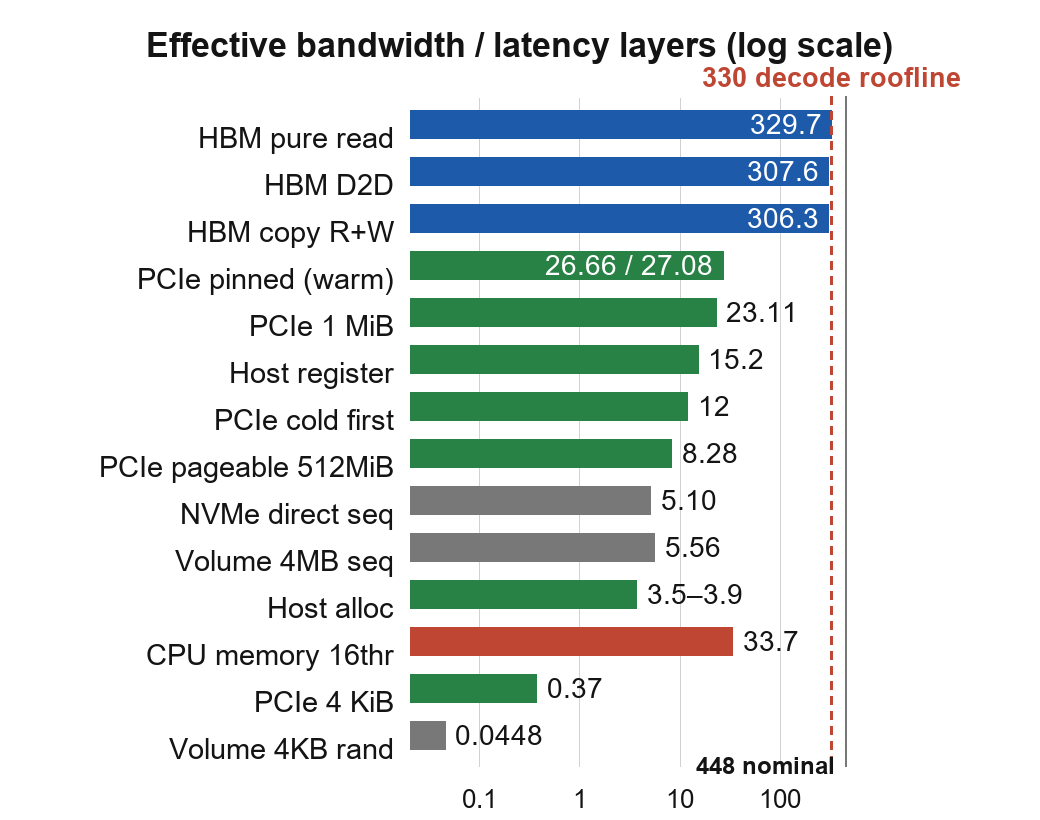 Effective bandwidth / latency layers (log scale)
330 decode roofline
HBM pure read 329.7
HBM D2D 307.6
HBM copy R+W 306.3
PCIe pinned (warm) 26.66 / 27.08
PCIe 1 MiB 23.11
Host register 15.2
PCIe cold first 12
PCIe pageable 512MiB 8.28
NVMe direct seq 5.10
Volume 4MB seq 5.56
Host alloc 3.5–3.9
CPU memory 16thr 33.7
PCIe 4 KiB 0.37
Volume 4KB rand 0.0448
448 nominal
0.1 1 10 100